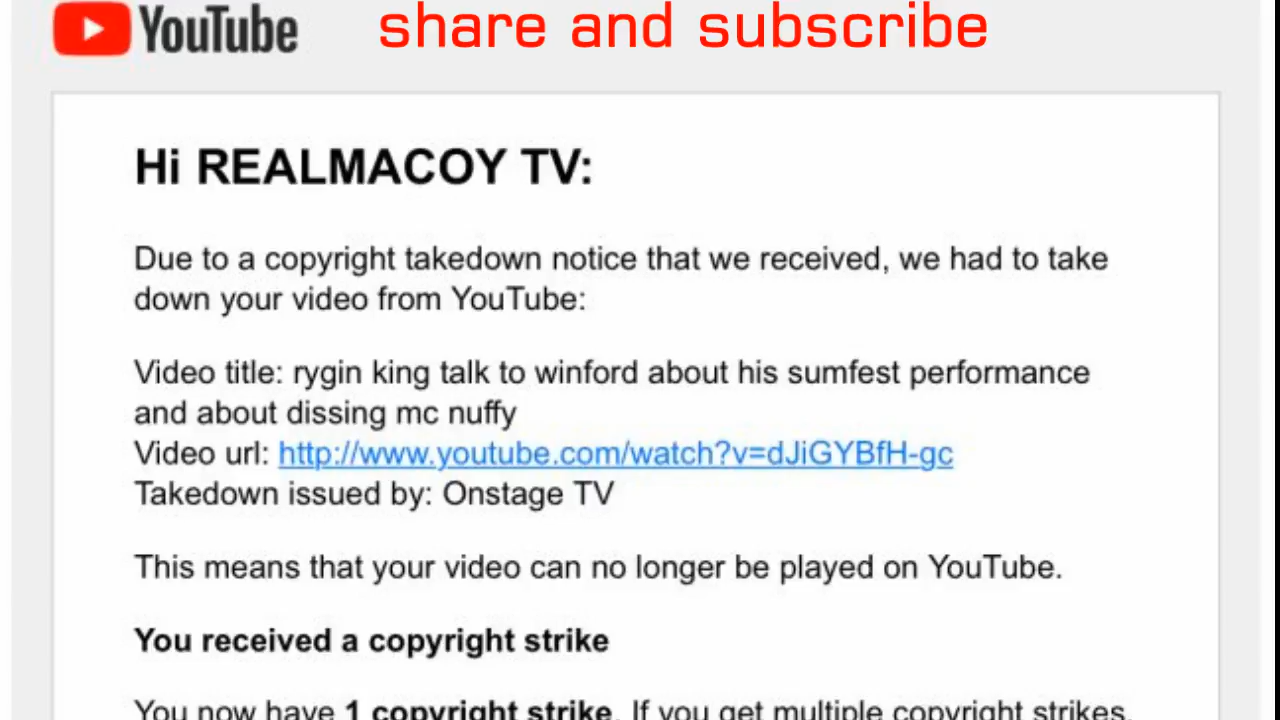 YouTube share and subscribe
Hi REALMACOY TV:
Due to a copyright takedown notice that we received, we had to take
down your video from YouTube:
Video title: rygin king talk to winford about his sumfest performance
and about dissing mc nuffy
Video url: http://www.youtube.com/watch?v=dJiGYBfH-gc
Takedown issued by: Onstage TV
This means that your video can no longer be played on YouTube.
You received a copyright strike
You now have 1 copyright strike. If you get multiple copyright strikes,